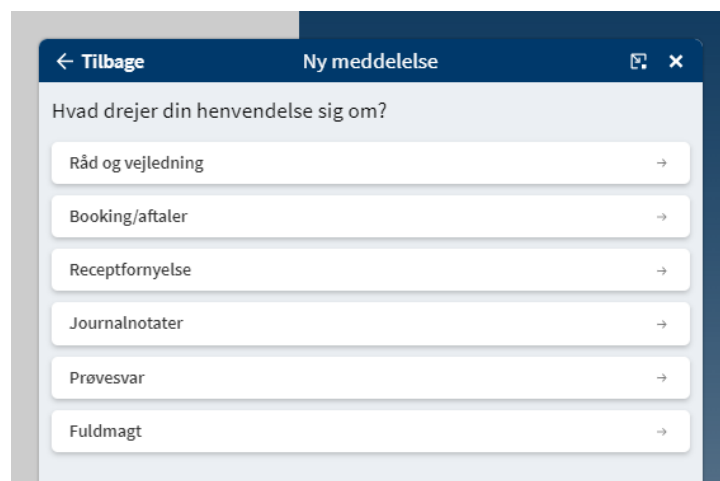 Tilbage Ny meddelelse
Hvad drejer din henvendelse sig om?
Råd og vejledning
Booking/aftaler
Receptfornyelse
Journalnotater
Prøvesvar
Fuldmagt